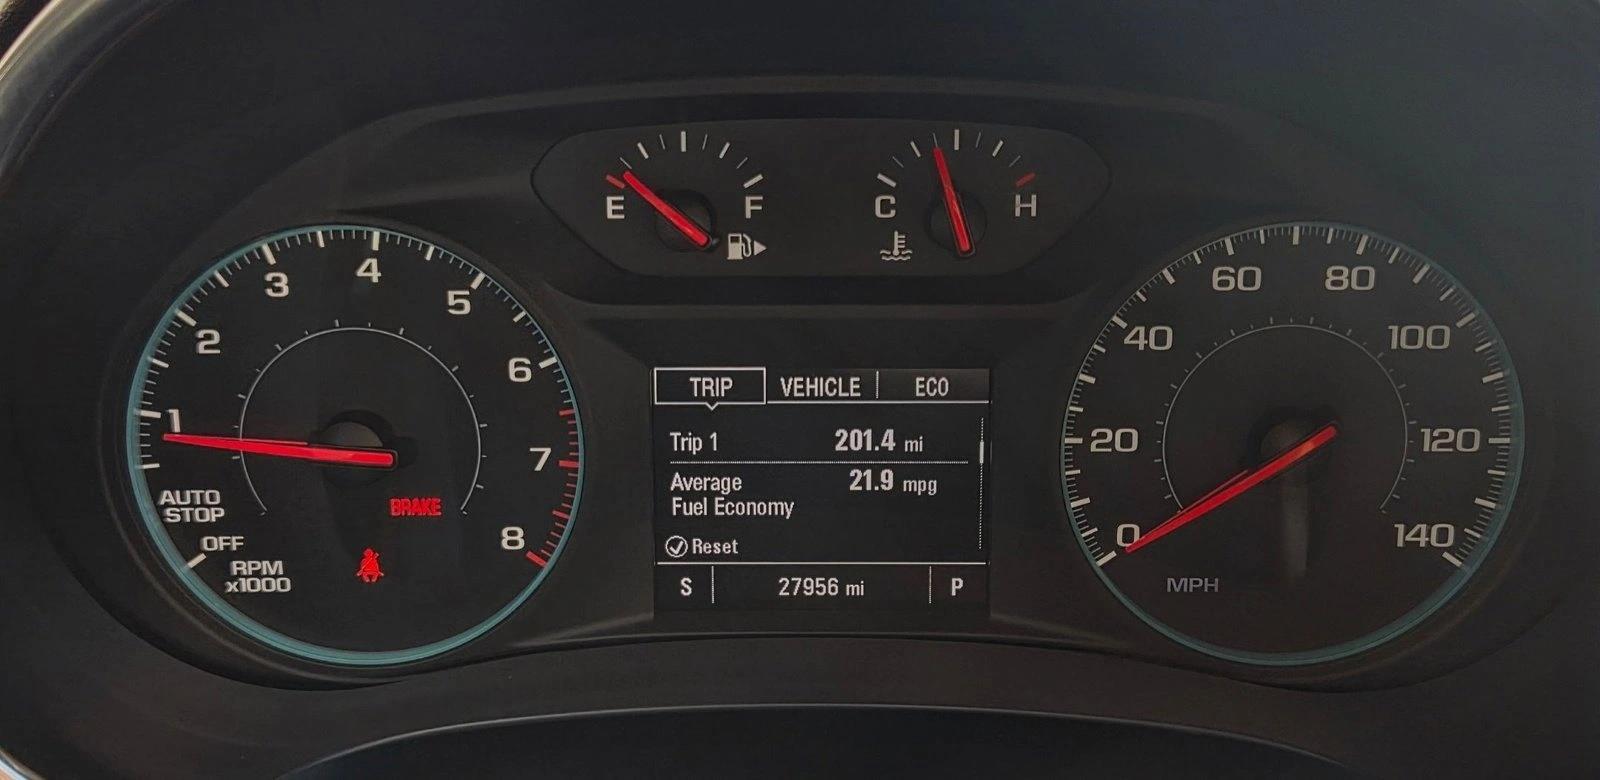 E F
C H
1 2 3 4 5 6 7 8
AUTO
STOP
OFF
RPM
x1000
BRAKE
TRIP VEHICLE ECO
Trip 1 201.4 mi
Average 21.9 mpg
Fuel Economy
Reset
S 27956 mi P
0 20 40 60 80 100 120 140
MPH